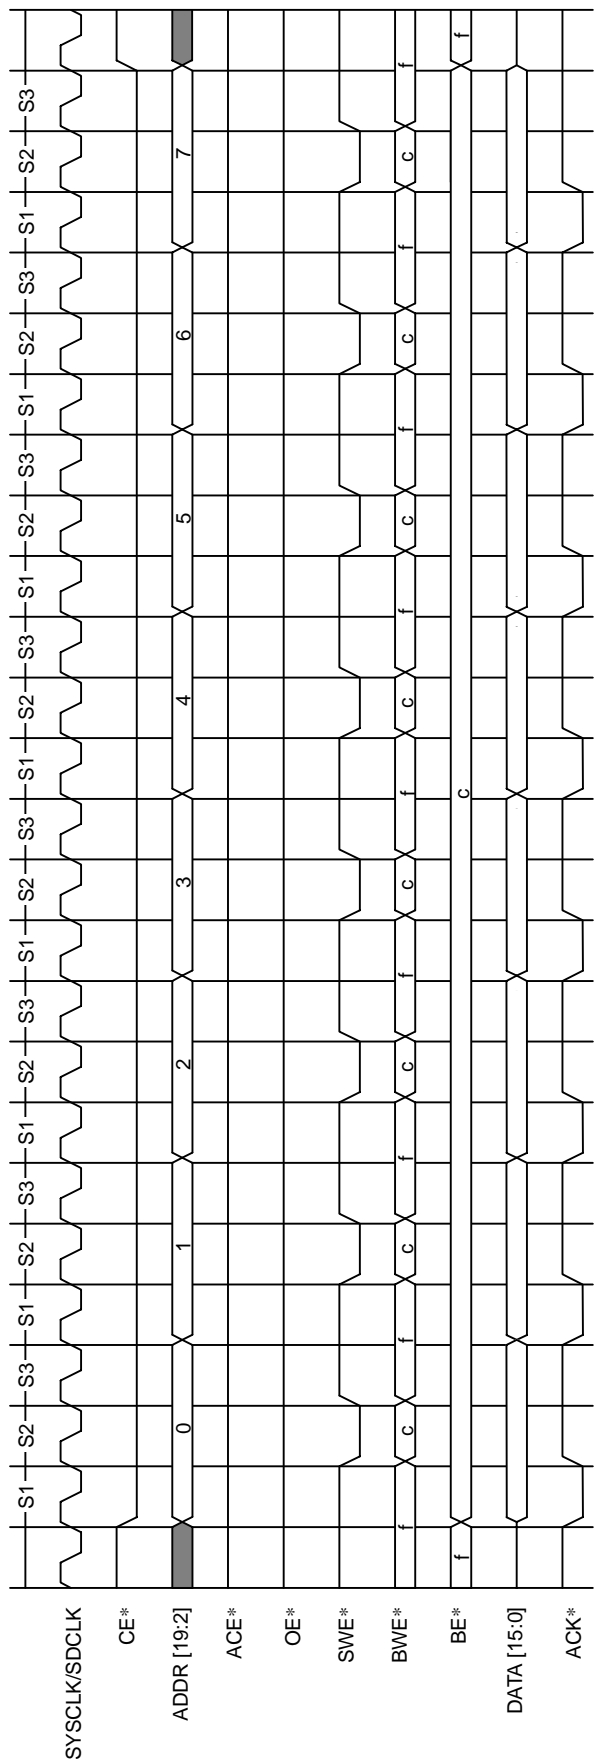 S1 S2 S3 S1 S2 S3 S1 S2 S3 S1 S2 S3 S1 S2 S3 S1 S2 S3 S1 S2 S3 S1 S2 S3
SYSCLK/SDCLK
CE*
ADDR [19:2] 0 1 2 3 4 5 6 7
ACE*
OE*
SWE*
BWE* f c f c f c f c f c f c f c f c f
BE* f c f
DATA [15:0]
ACK*